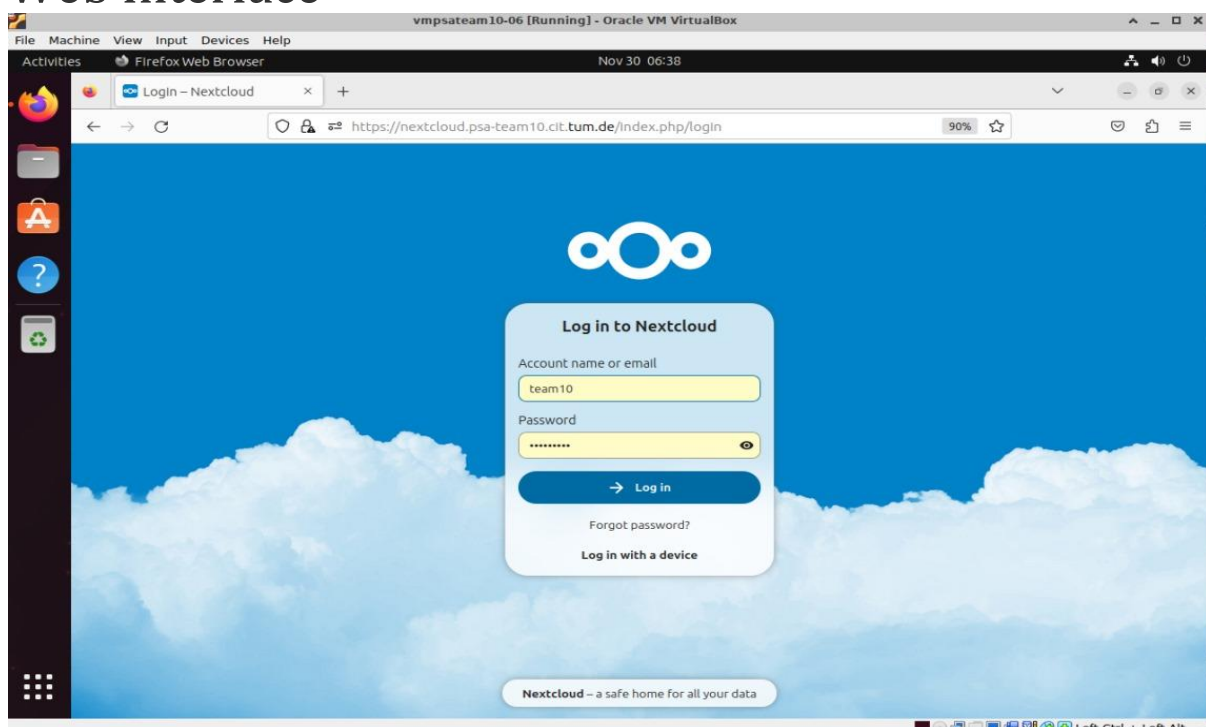 Web Interface
vmpsateam10-06 [Running] - Oracle VM VirtualBox
File Machine View Input Devices Help
Activities Firefox Web Browser Nov 30 06:38
Login – Nextcloud
https://nextcloud.psa-team10.cit.tum.de/index.php/login 90%
Log in to Nextcloud
Account name or email
team10
Password
•••••••••
Log in
Forgot password?
Log in with a device
Nextcloud – a safe home for all your data
Left Ctrl + Left Alt